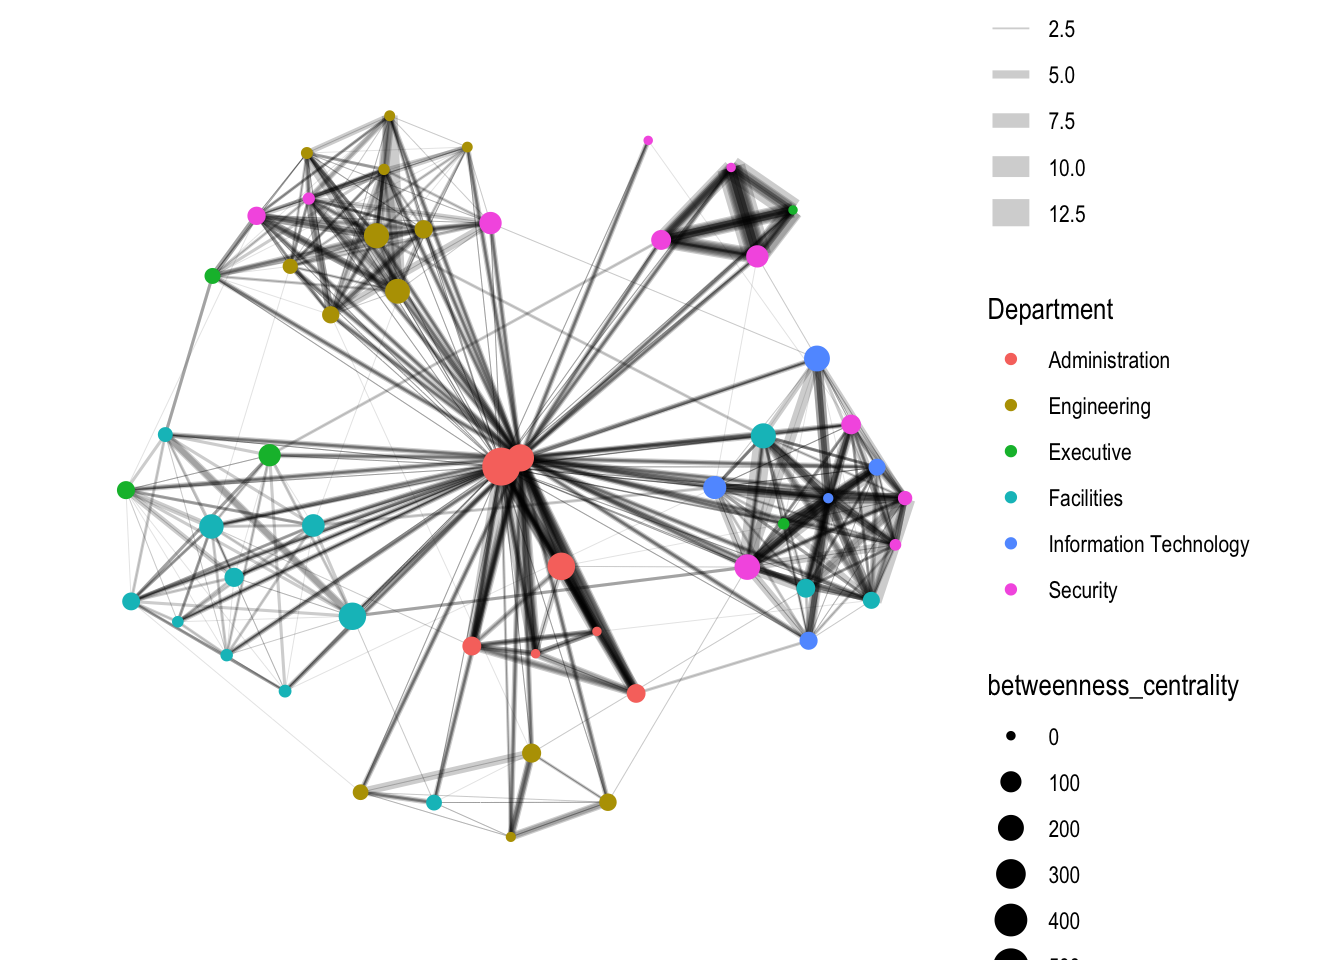 2.5
5.0
7.5
10.0
12.5
Department
Administration
Engineering
Executive
Facilities
Information Technology
Security
betweenness_centrality
0
100
200
300
400